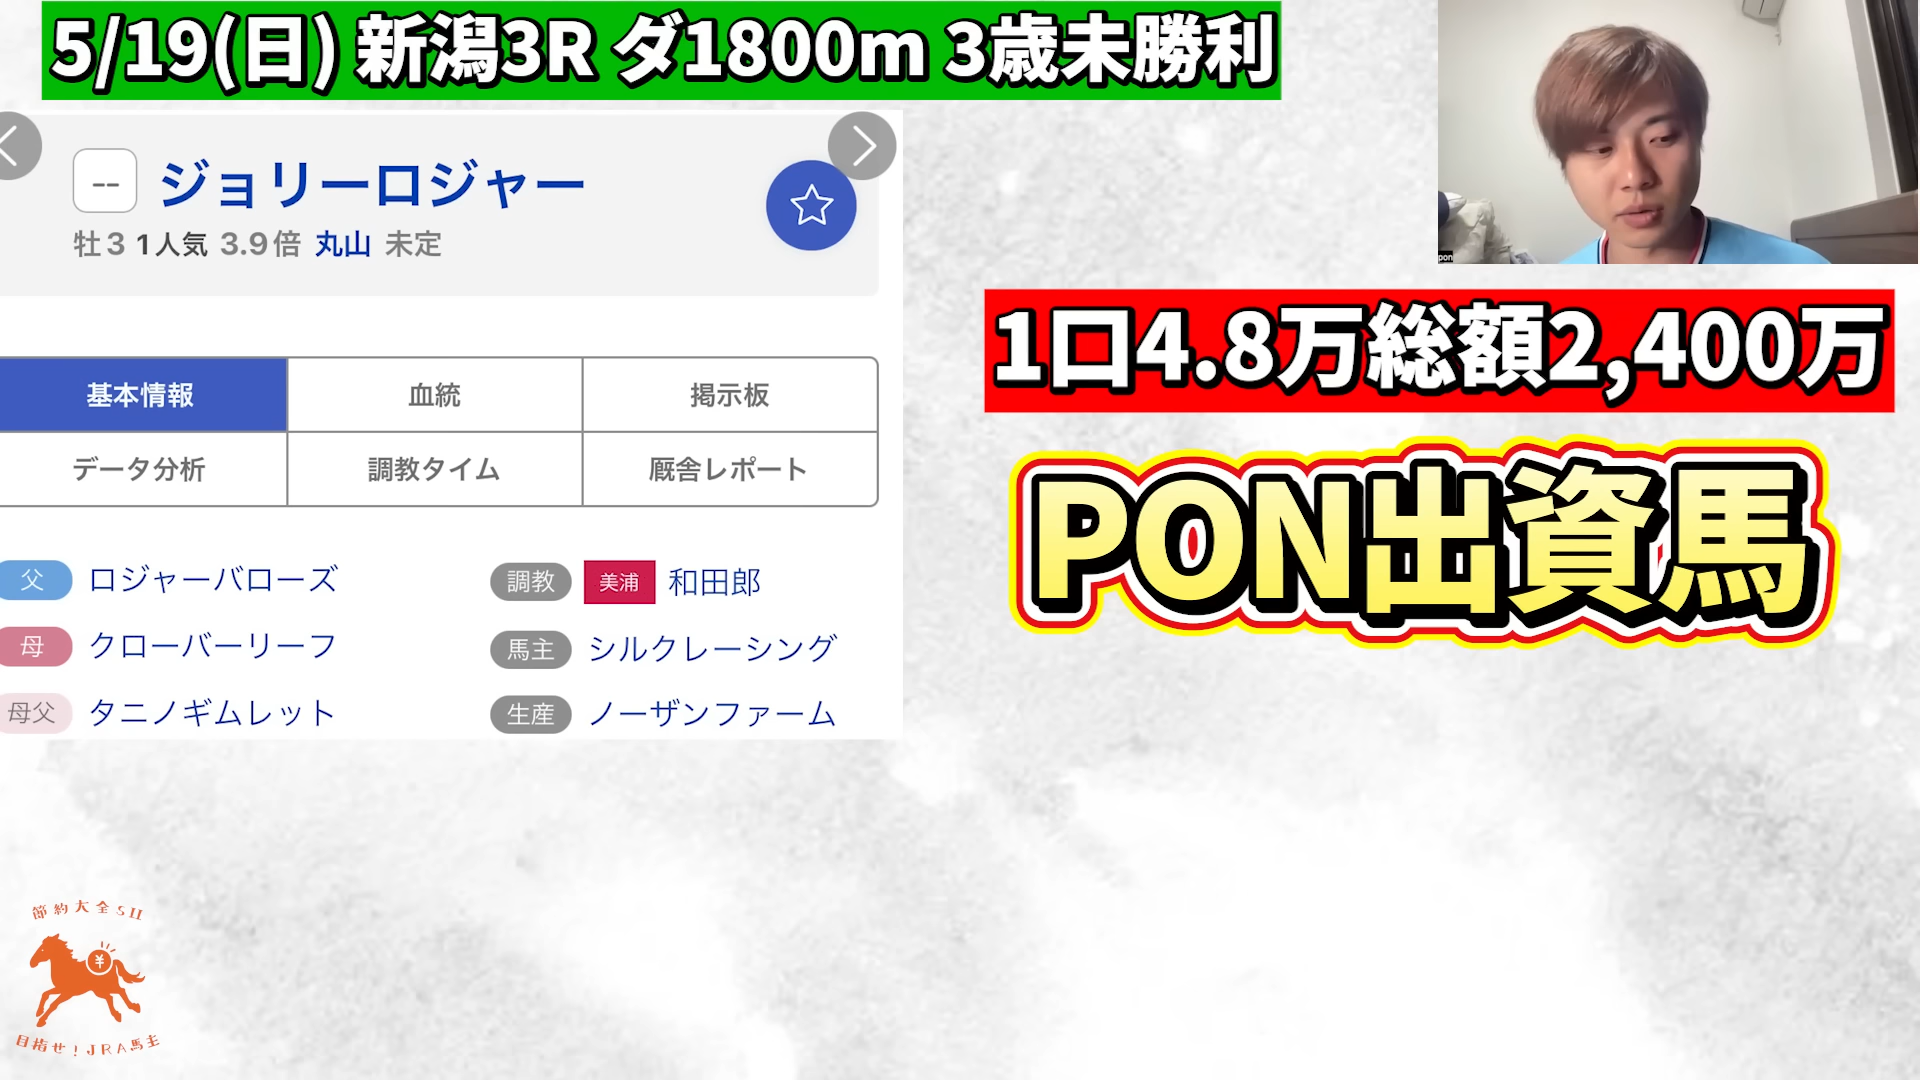 5/19(日) 新潟3R ダ1800m 3歳未勝利
-- ジョリーロジャー
牡3 1人気 3.9倍 丸山 未定
基本情報 血統 掲示板
データ分析 調教タイム 厩舎レポート
父 ロジャーバローズ 調教 美浦 和田郎
母 クローバーリーフ 馬主 シルクレーシング
母父 タニノギムレット 生産 ノーザンファーム
pon
1口4.8万総額2,400万
PON出資馬
節約大全SII
¥
目指せ!JRA馬主